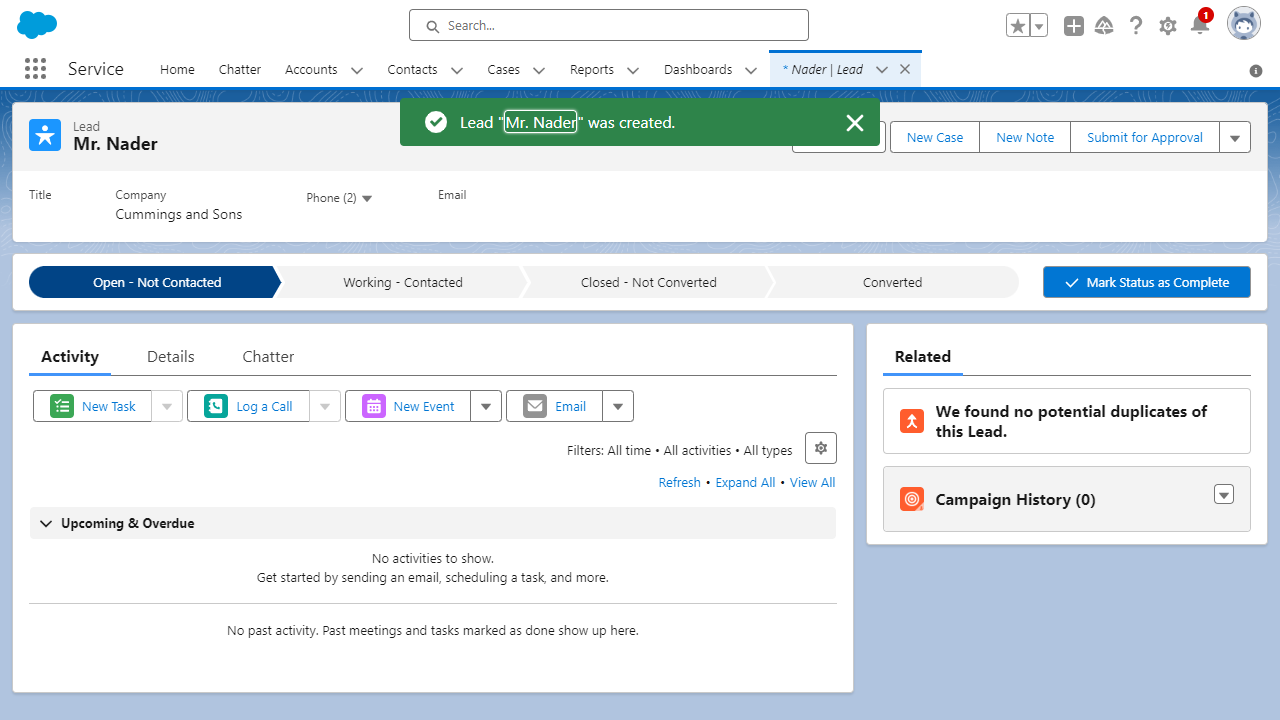 Search...
1
Service
Home
Chatter
Accounts
Contacts
Cases
Reports
Dashboards
* Nader | Lead
Lead "Mr. Nader" was created.
Lead
Mr. Nader
New Case
New Note
Submit for Approval
Title
Company
Cummings and Sons
Phone (2)
Email
Open - Not Contacted
Working - Contacted
Closed - Not Converted
Converted
Mark Status as Complete
Activity
Details
Chatter
New Task
Log a Call
New Event
Email
Filters: All time • All activities • All types
Refresh • Expand All • View All
Upcoming & Overdue
No activities to show.
Get started by sending an email, scheduling a task, and more.
No past activity. Past meetings and tasks marked as done show up here.
Related
We found no potential duplicates of
this Lead.
Campaign History (0)